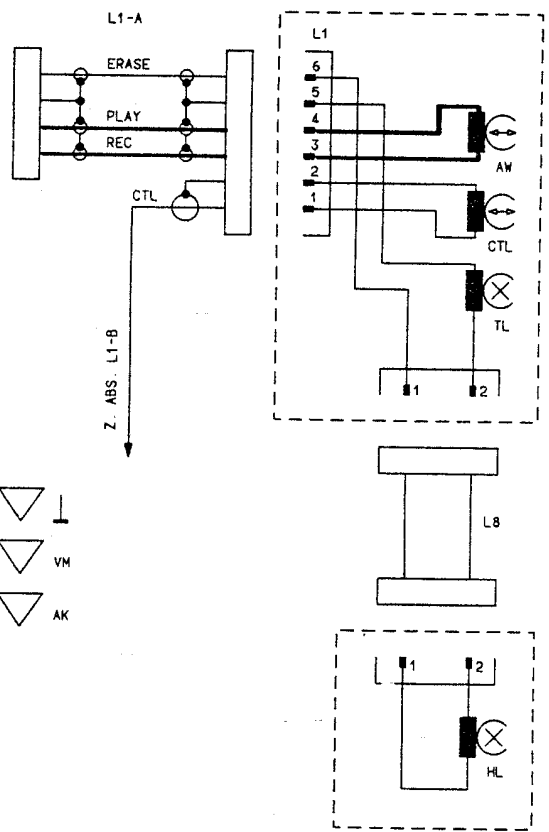 L1-A
ERASE
PLAY
REC
CTL
Z. ABS. L1-B
VM
AK
L1
6
5
4
3
2
1
AW
CTL
TL
1 2
L8
1 2
HL